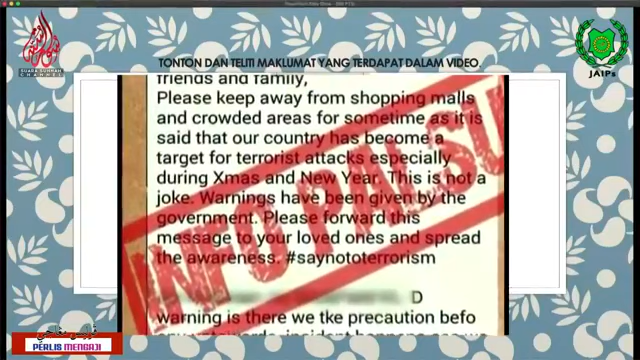 TONTON DAN TELITI MAKLUMAT YANG TERDAPAT DALAM VIDEO.
CHANNEL
JAIPs
friends and family,
Please keep away from shopping malls
and crowded areas for sometime as it is
said that our country has become a
target for terrorist attacks especially
during Xmas and New Year. This is not a
joke. Warnings have been given by the
government. Please forward this
message to your loved ones and spread
the awareness. #saynototerrorism
INFO PALSU
D
warning is there we tke precaution befo
PERLIS MENGAJI